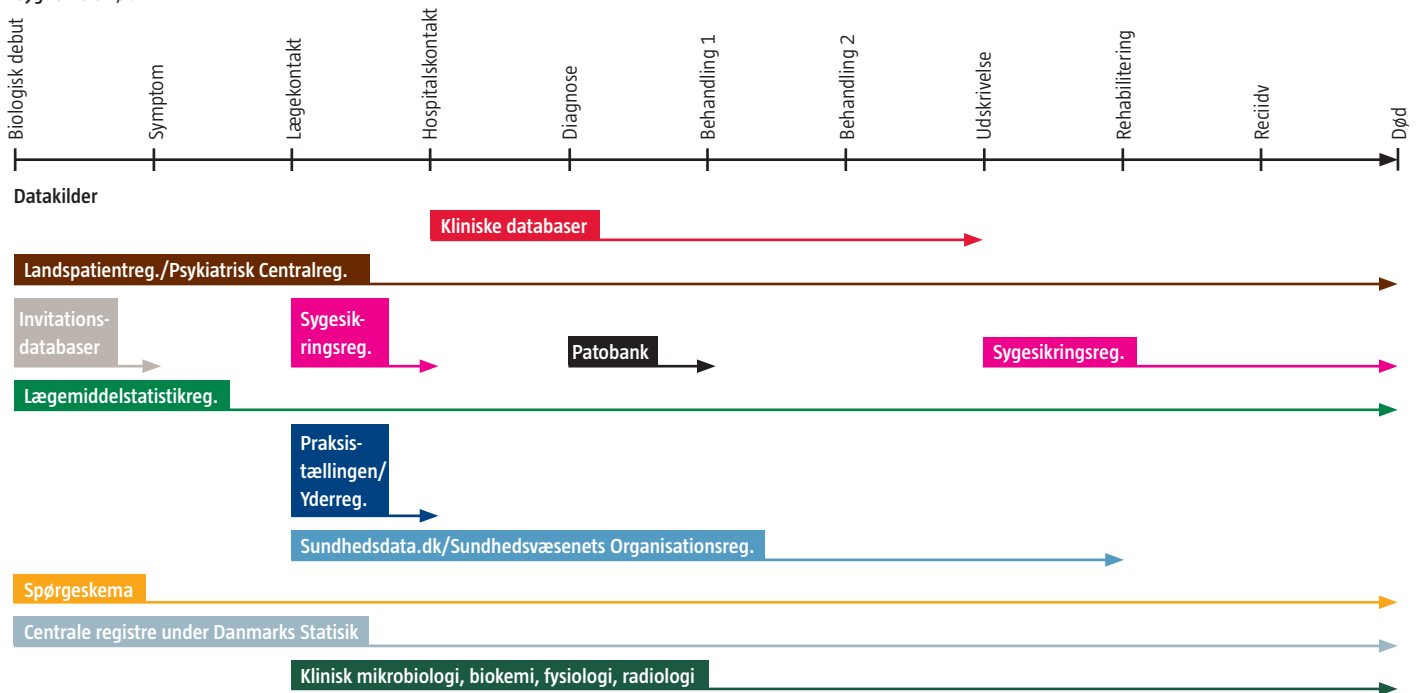 Biologisk debut
Symptom
Lægekontakt
Hospitalskontakt
Diagnose
Behandling 1
Behandling 2
Udskrivelse
Rehabilitering
Reciidv
Død
Datakilder
Kliniske databaser
Landspatientreg./Psykiatrisk Centralreg.
Invitations-
databaser
Sygesik-
ringsreg.
Patobank
Sygesikringsreg.
Lægemiddelstatistikreg.
Praksis-
tællingen/
Yderreg.
Sundhedsdata.dk/Sundhedsvæsenets Organisationsreg.
Spørgeskema
Centrale registre under Danmarks Statisik
Klinisk mikrobiologi, biokemi, fysiologi, radiologi